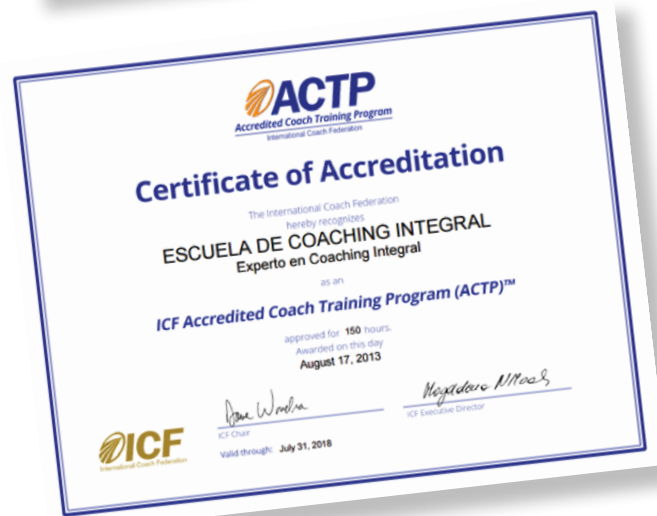 ACTP
Accredited Coach Training Program
International Coach Federation
Certificate of Accreditation
The International Coach Federation
hereby recognizes
ESCUELA DE COACHING INTEGRAL
Experto en Coaching Integral
as an
ICF Accredited Coach Training Program (ACTP)™
approved for 150 hours.
Awarded on this day
August 17, 2013
ICF Chair
ICF Executive Director
ICF
International Coach Federation
Valid through: July 31, 2018